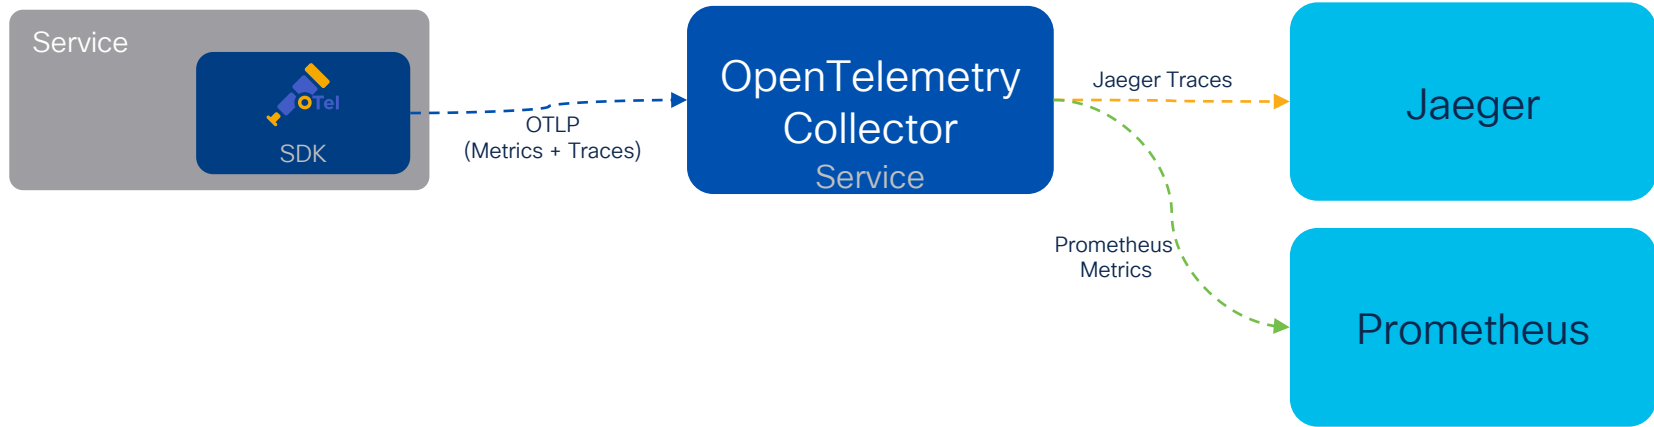 Service
OTel
SDK
OTLP
(Metrics + Traces)
OpenTelemetry
Collector
Service
Jaeger Traces
Jaeger
Prometheus
Metrics
Prometheus